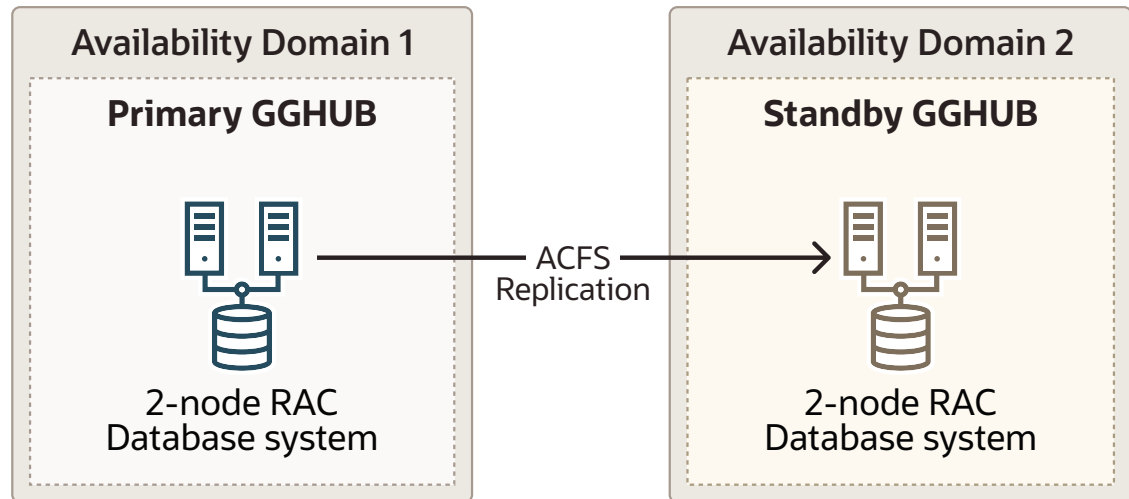 Availability Domain 1
Primary GGHUB
2-node RAC
Database system
ACFS
Replication
Availability Domain 2
Standby GGHUB
2-node RAC
Database system